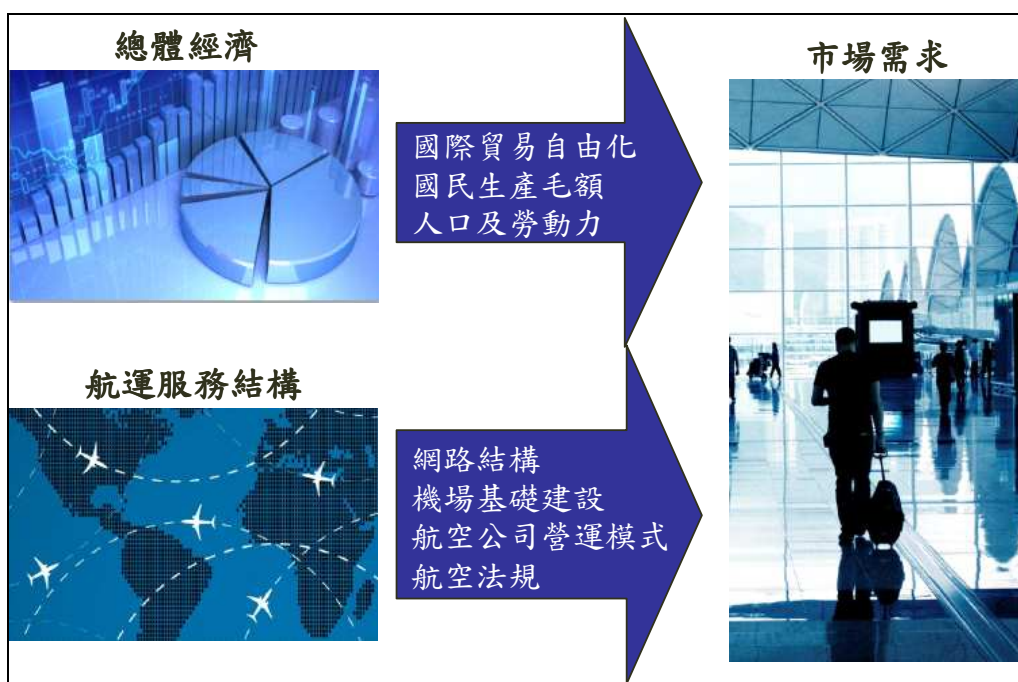 總體經濟
國際貿易自由化
國民生產毛額
人口及勞動力
航運服務結構
網路結構
機場基礎建設
航空公司營運模式
航空法規
市場需求